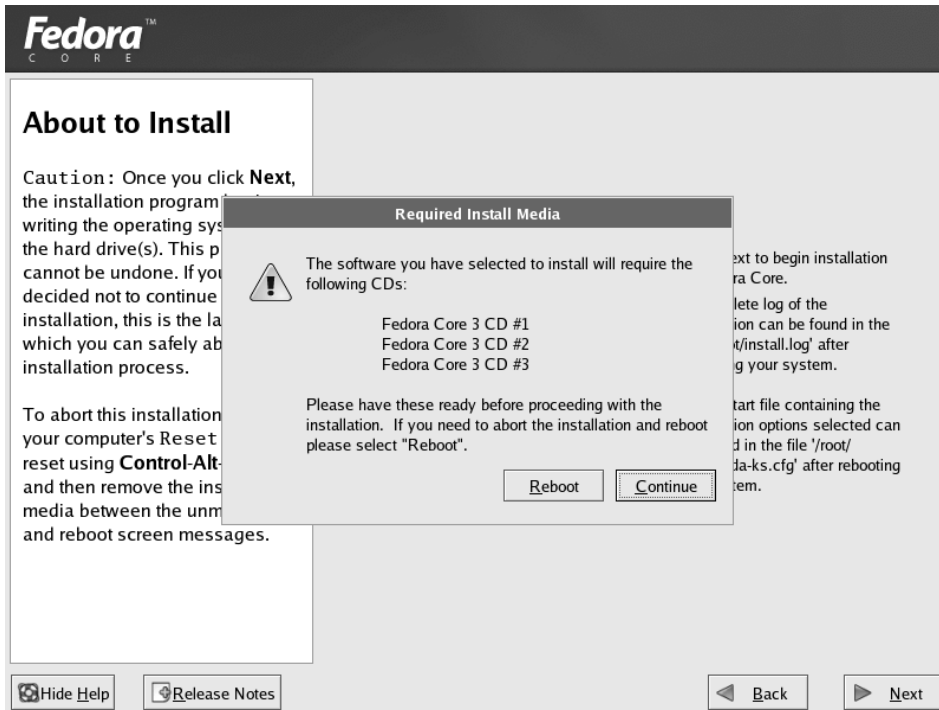 Fedora™
CORE
About to Install
Caution: Once you click Next,
the installation program
writing the operating sys
the hard drive(s). This p
cannot be undone. If you
decided not to continue
installation, this is the la
which you can safely ab
installation process.
To abort this installation
your computer's Reset
reset using Control-Alt-
and then remove the ins
media between the unm
and reboot screen messages.
Required Install Media
The software you have selected to install will require the
following CDs:
Fedora Core 3 CD #1
Fedora Core 3 CD #2
Fedora Core 3 CD #3
Please have these ready before proceeding with the
installation. If you need to abort the installation and reboot
please select "Reboot".
Reboot
Continue
ext to begin installation
ra Core.
lete log of the
ion can be found in the
t/install.log' after
g your system.
tart file containing the
ion options selected can
d in the file '/root/
da-ks.cfg' after rebooting
tem.
Hide Help
Release Notes
Back
Next